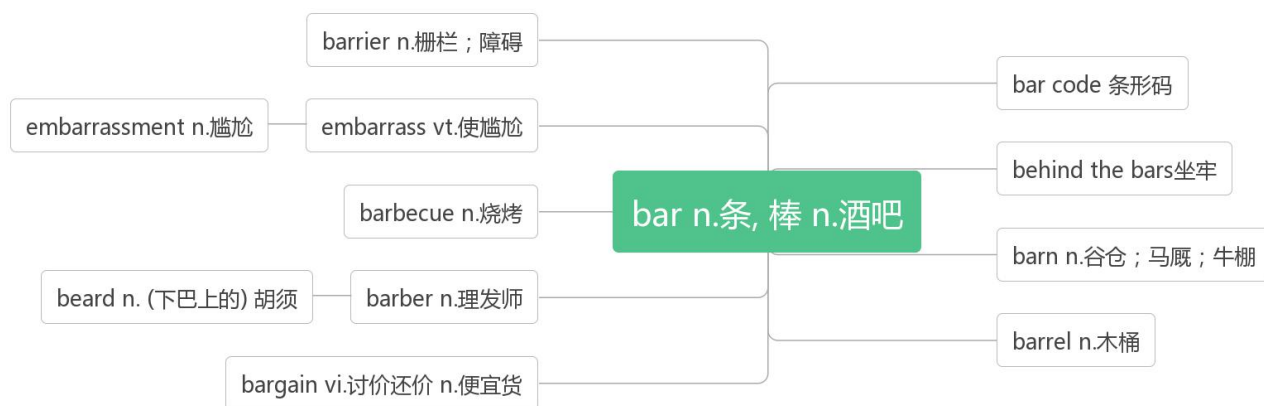 barrier n.栅栏；障碍
embarrassment n.尴尬
embarrass vt.使尴尬
barbecue n.烧烤
beard n. (下巴上的) 胡须
barber n.理发师
bargain vi.讨价还价 n.便宜货
bar n.条, 棒 n.酒吧
bar code 条形码
behind the bars坐牢
barn n.谷仓；马厩；牛棚
barrel n.木桶